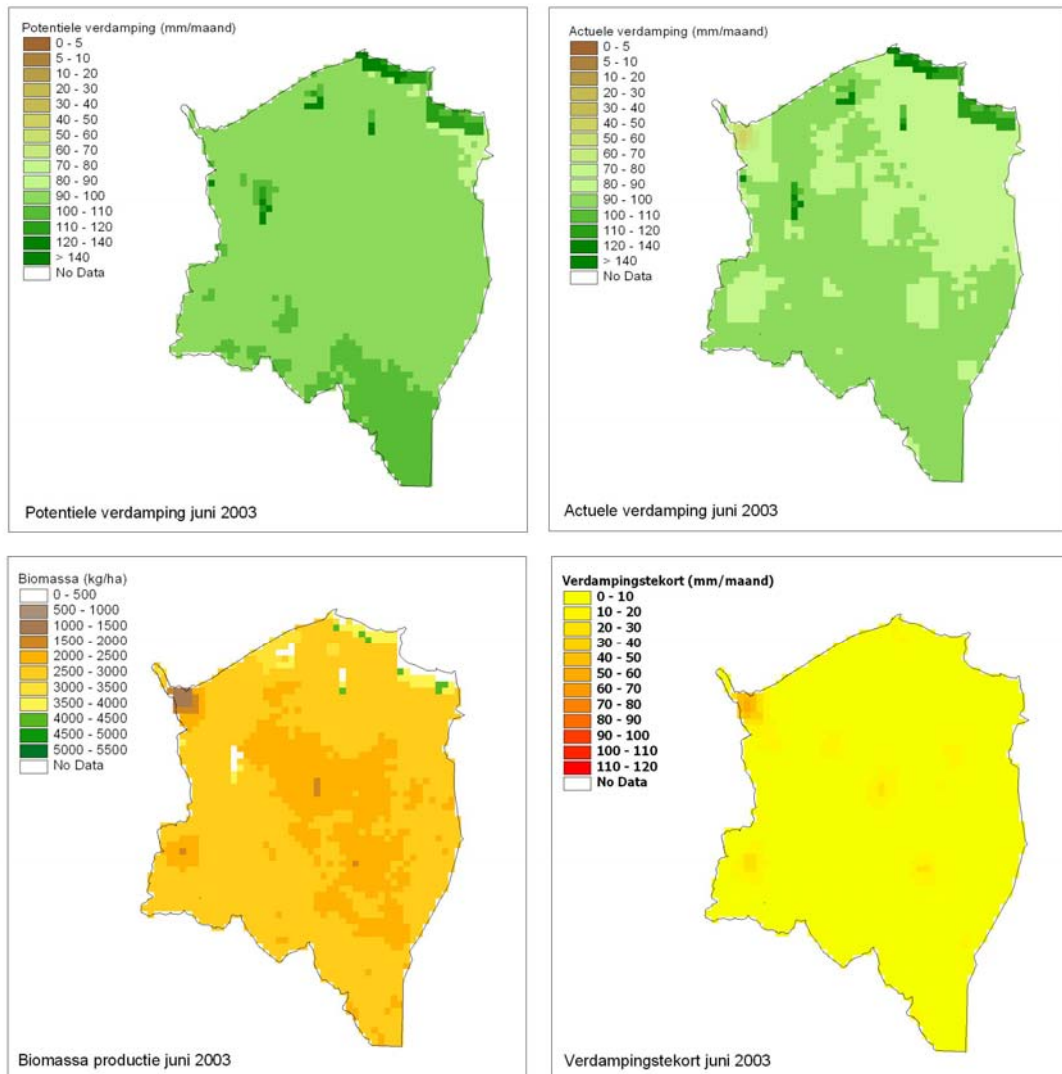 Potentiele verdamping (mm/maand)
0 - 5
5 - 10
10 - 20
20 - 30
30 - 40
40 - 50
50 - 60
60 - 70
70 - 80
80 - 90
90 - 100
100 - 110
110 - 120
120 - 140
> 140
No Data
Potentiele verdamping juni 2003
Actuele verdamping (mm/maand)
0 - 5
5 - 10
10 - 20
20 - 30
30 - 40
40 - 50
50 - 60
60 - 70
70 - 80
80 - 90
90 - 100
100 - 110
110 - 120
120 - 140
> 140
No Data
Actuele verdamping juni 2003
Biomassa (kg/ha)
0 - 500
500 - 1000
1000 - 1500
1500 - 2000
2000 - 2500
2500 - 3000
3000 - 3500
3500 - 4000
4000 - 4500
4500 - 5000
5000 - 5500
No Data
Biomassa productie juni 2003
Verdampingstekort (mm/maand)
0 - 10
10 - 20
20 - 30
30 - 40
40 - 50
50 - 60
60 - 70
70 - 80
80 - 90
90 - 100
100 - 110
110 - 120
No Data
Verdampingstekort juni 2003